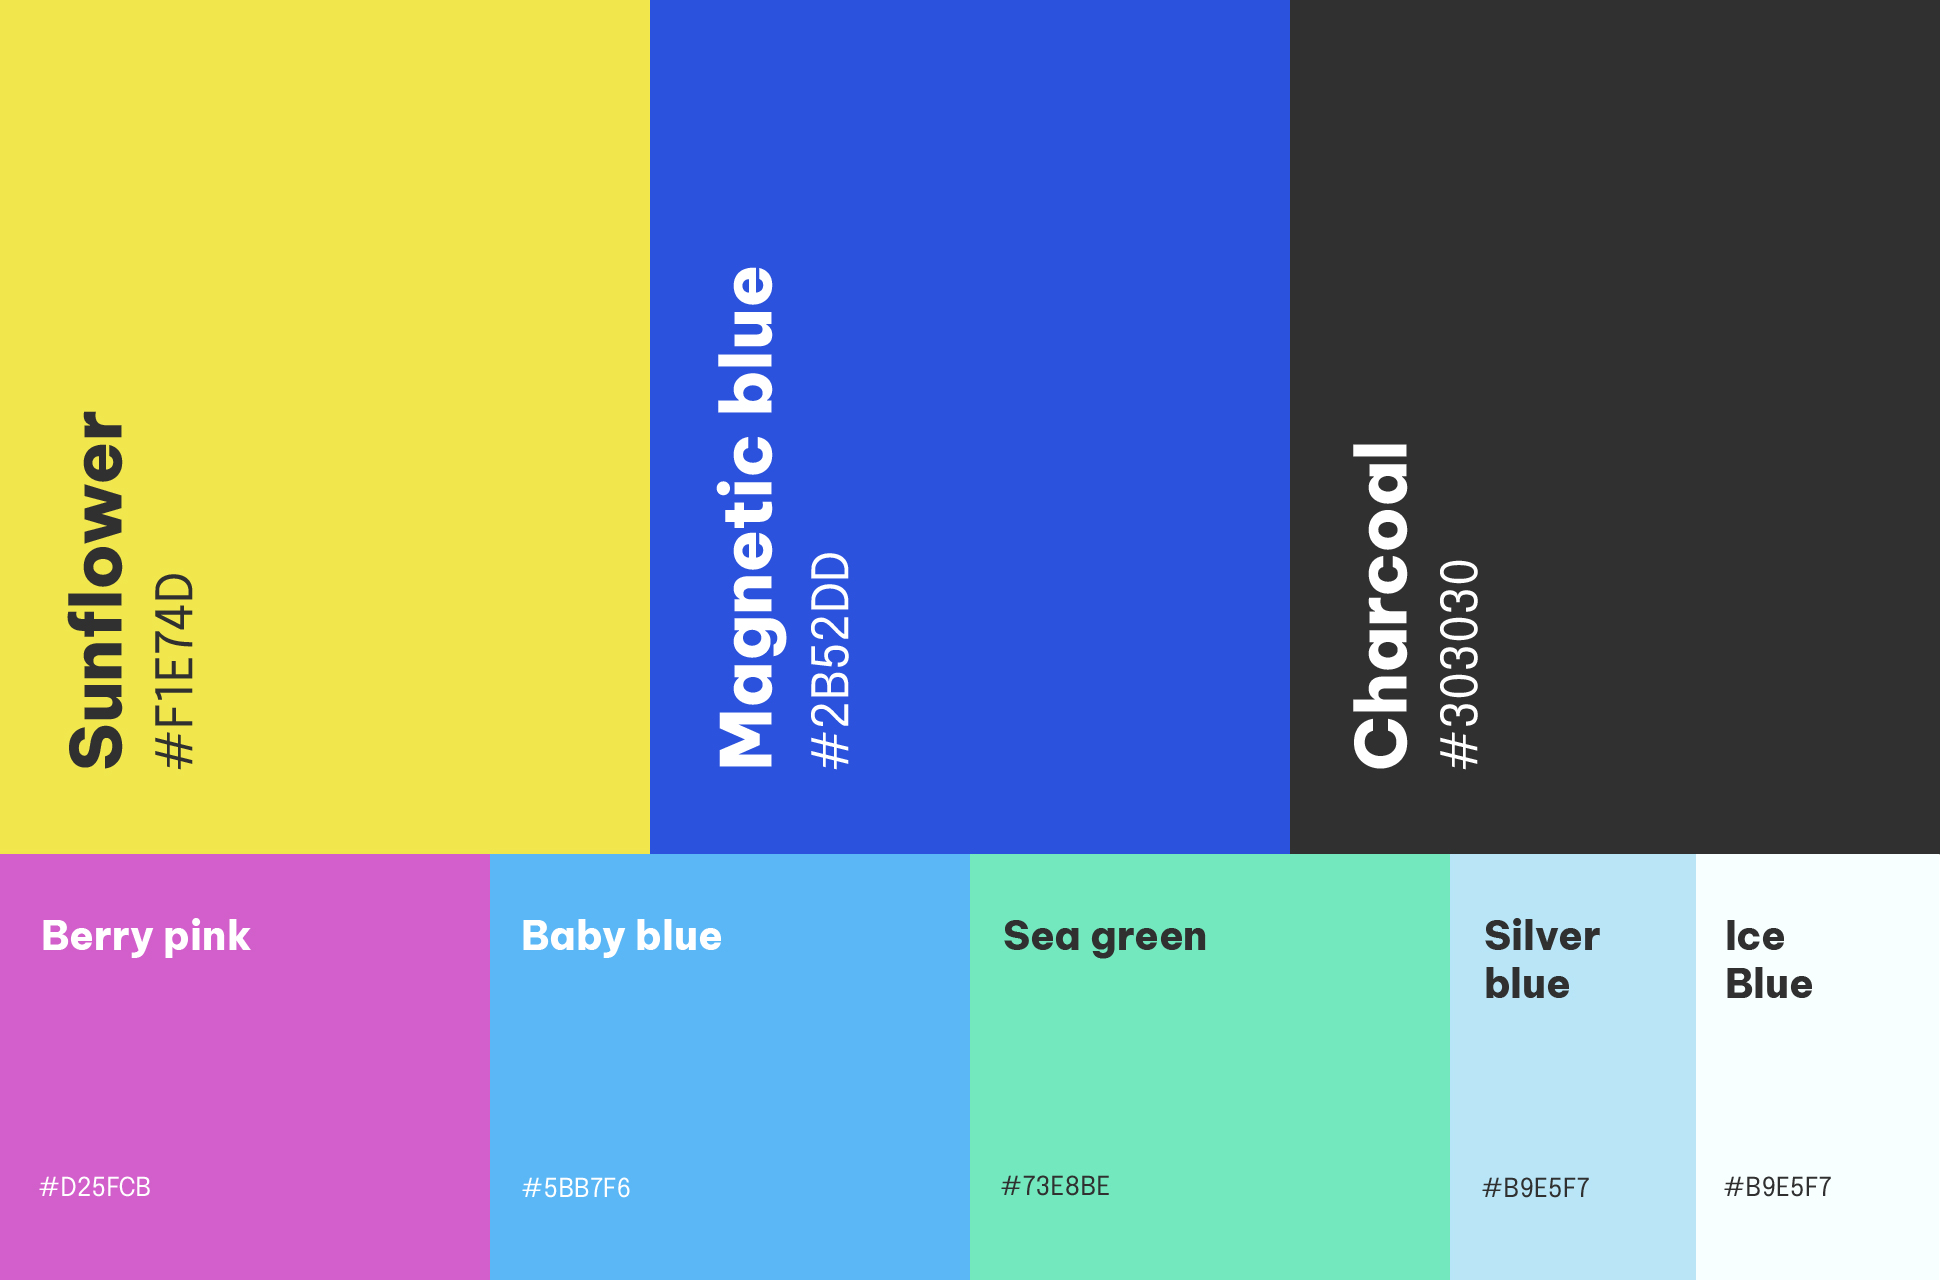 Sunflower
#F1E74D
Magnetic blue
#2B52DD
Charcoal
#303030
Berry pink
#D25FCB
Baby blue
#5BB7F6
Sea green
#73E8BE
Silver
blue
#B9E5F7
Ice
Blue
#B9E5F7